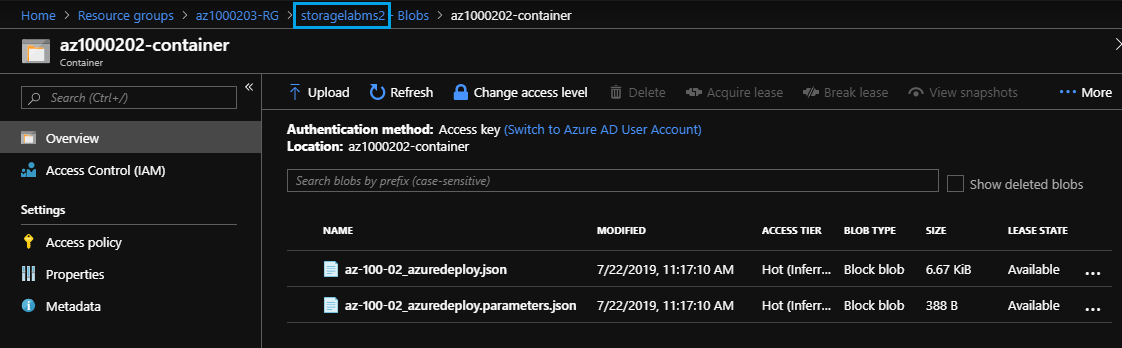 Home > Resource groups > az1000203-RG > storagelabms2 - Blobs > az1000202-container
az1000202-container
Container
Search (Ctrl+/)
Overview
Access Control (IAM)
Settings
Access policy
Properties
Metadata
Upload Refresh Change access level Delete Acquire lease Break lease View snapshots ··· More
Authentication method: Access key (Switch to Azure AD User Account)
Location: az1000202-container
Search blobs by prefix (case-sensitive) Show deleted blobs
NAME MODIFIED ACCESS TIER BLOB TYPE SIZE LEASE STATE
az-100-02_azuredeploy.json 7/22/2019, 11:17:10 AM Hot (Inferr... Block blob 6.67 KiB Available ...
az-100-02_azuredeploy.parameters.json 7/22/2019, 11:17:10 AM Hot (Inferr... Block blob 388 B Available ...